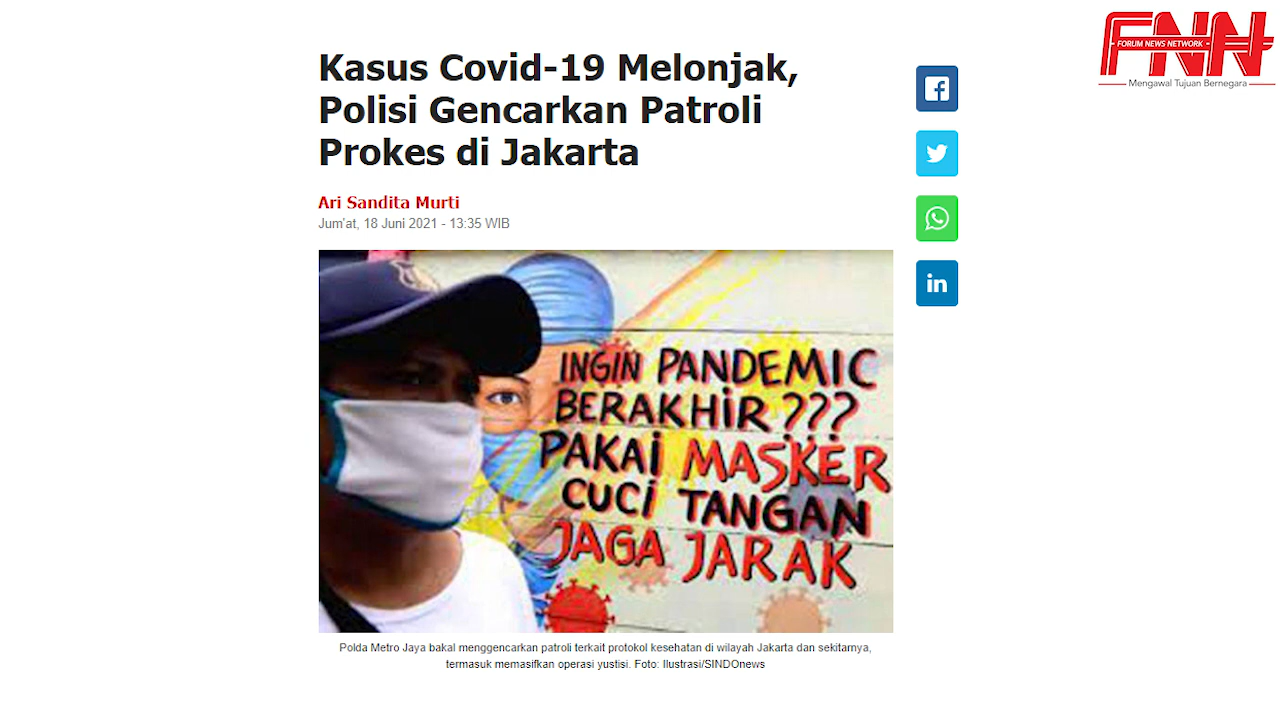 FNN
FORUM NEWS NETWORK
Mengawal Tujuan Bernegara
Kasus Covid-19 Melonjak,
Polisi Gencarkan Patroli
Prokes di Jakarta
Ari Sandita Murti
Jum'at, 18 Juni 2021 - 13:35 WIB
INGIN PANDEMIC
BERAKHIR???
PAKAI MASKER
CUCI TANGAN
JAGA JARAK
Polda Metro Jaya bakal menggencarkan patroli terkait protokol kesehatan di wilayah Jakarta dan sekitarnya,
termasuk memasifkan operasi yustisi. Foto: Ilustrasi/SINDOnews